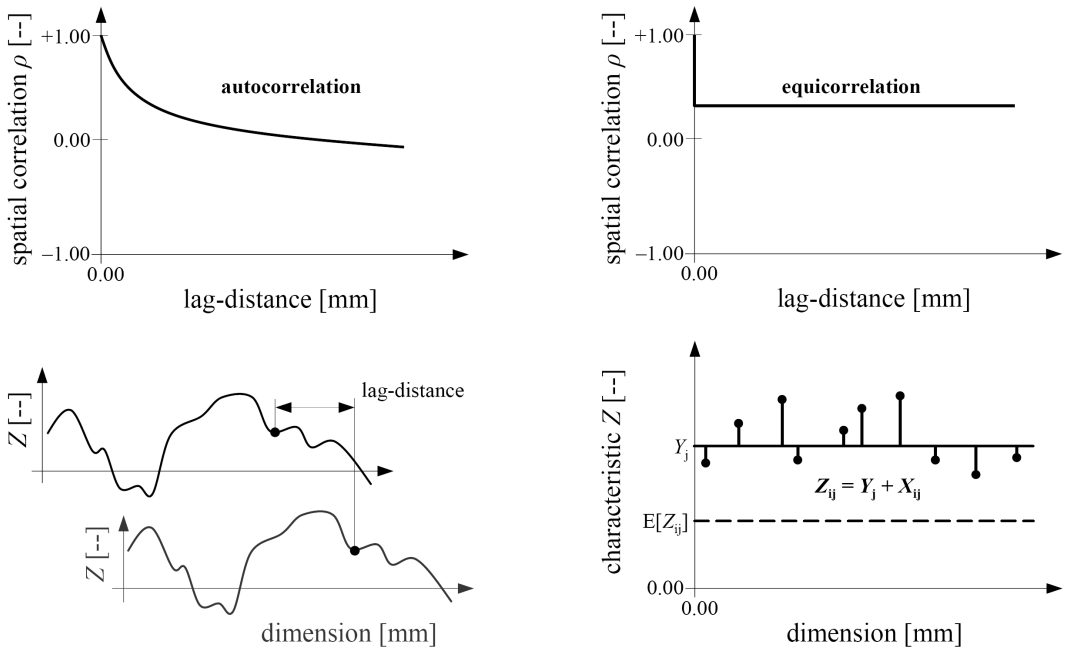 spatial correlation ρ [--]
+1.00
autocorrelation
0.00
–1.00
0.00
lag-distance [mm]
spatial correlation ρ [--]
+1.00
equicorrelation
0.00
–1.00
0.00
lag-distance [mm]
Z [--]
lag-distance
Z [--]
dimension [mm]
characteristic Z [--]
Yj
Zij = Yj + Xij
E[Zij]
0.00
0.00
dimension [mm]